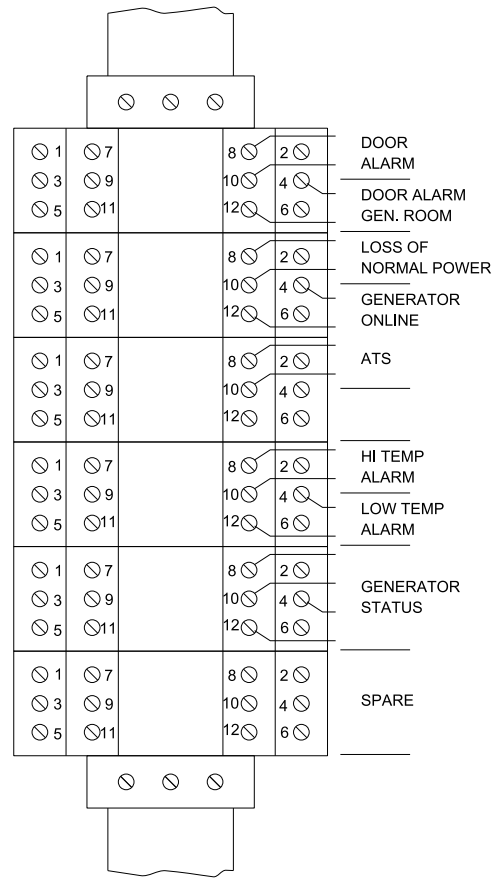 1 7 8 2 DOOR
3 9 10 4 ALARM
5 11 12 6 DOOR ALARM
GEN. ROOM
1 7 8 2 LOSS OF
3 9 10 4 NORMAL POWER
5 11 12 6 GENERATOR
ONLINE
1 7 8 2 ATS
3 9 10 4
5 11 12 6
1 7 8 2 HI TEMP
3 9 10 4 ALARM
5 11 12 6 LOW TEMP
ALARM
1 7 8 2
3 9 10 4 GENERATOR
5 11 12 6 STATUS
1 7 8 2
3 9 10 4 SPARE
5 11 12 6